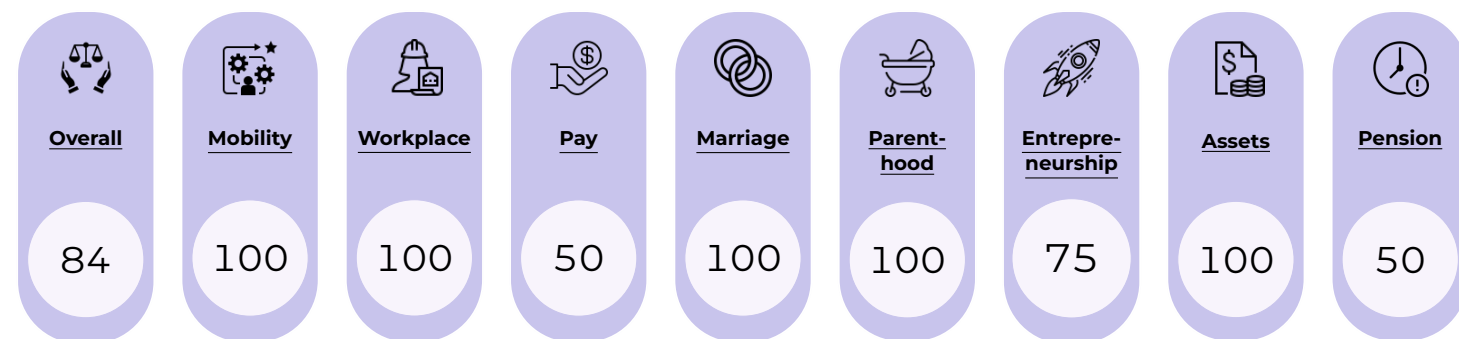 Overall
84
Mobility
100
Workplace
100
$
Pay
50
Marriage
100
Parent-
hood
100
Entrepre-
neurship
75
$
Assets
100
!
Pension
50